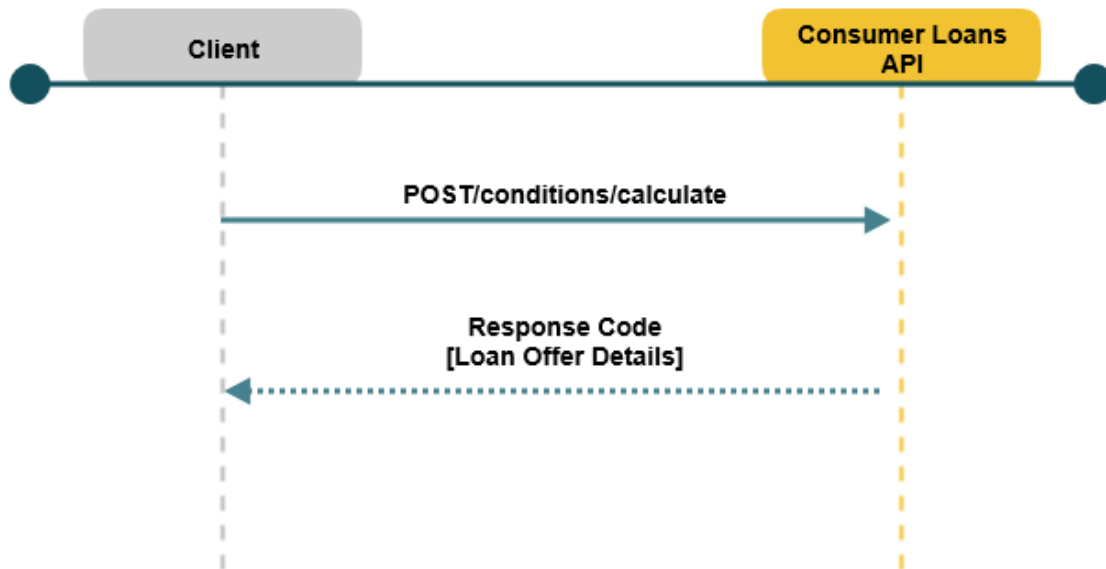 Client
Consumer Loans
API
POST/conditions/calculate
Response Code
[Loan Offer Details]